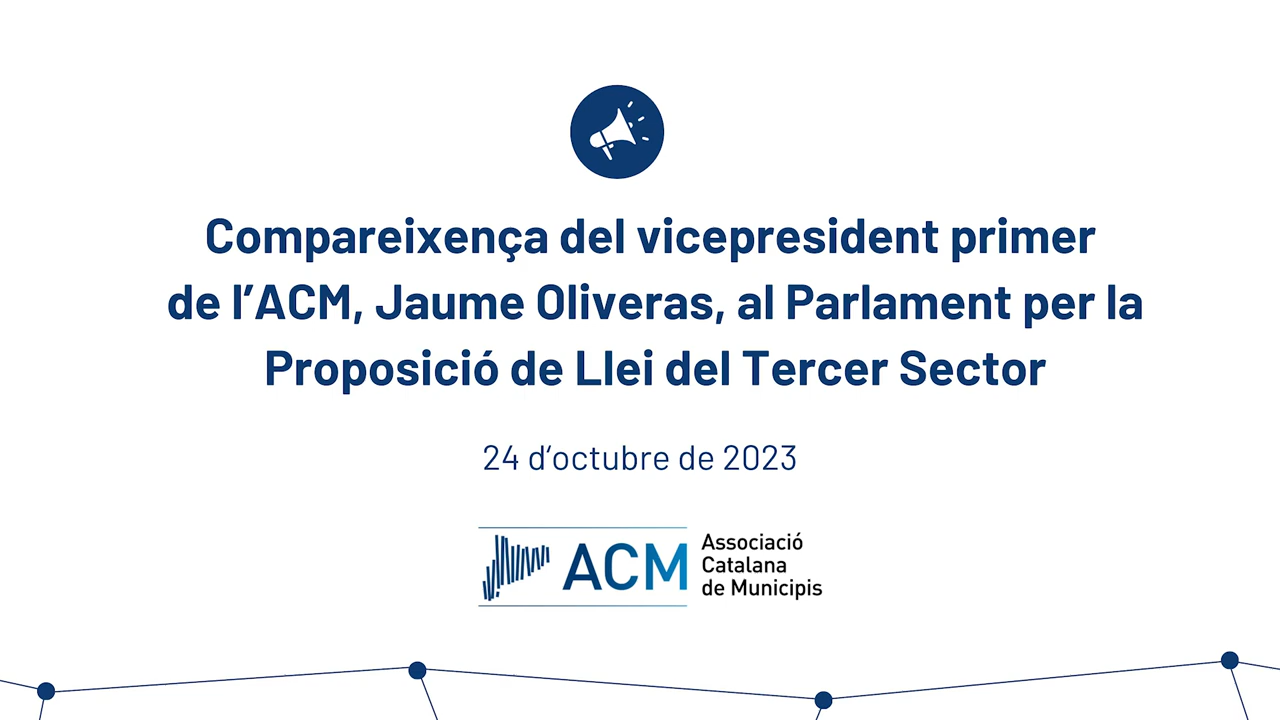 Compareixença del vicepresident primer
de l’ACM, Jaume Oliveras, al Parlament per la
Proposició de Llei del Tercer Sector
24 d‘octubre de 2023
ACM
Associació
Catalana
de Municipis